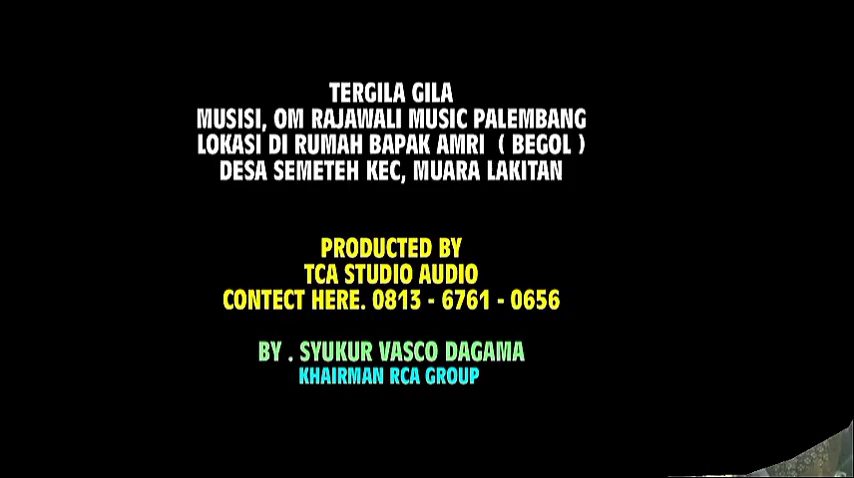 TERGILA GILA
MUSISI, OM RAJAWALI MUSIC PALEMBANG
LOKASI DI RUMAH BAPAK AMRI ( BEGOL )
DESA SEMETEH KEC, MUARA LAKITAN
PRODUCTED BY
TCA STUDIO AUDIO
CONTECT HERE. 0813 - 6761 - 0656
BY . SYUKUR VASCO DAGAMA
KHAIRMAN RCA GROUP